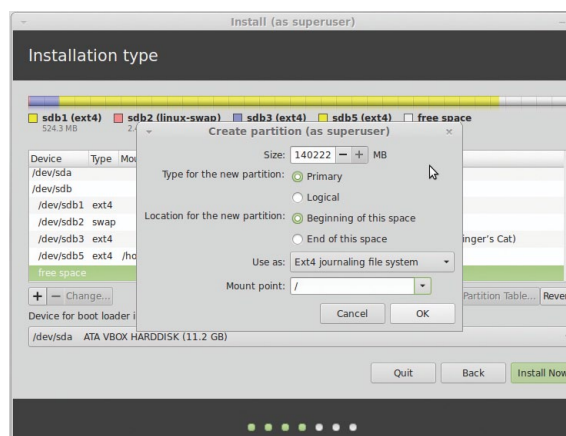 Install (as superuser)
Installation type
sdb1 (ext4) sdb2 (linux-swap) sdb3 (ext4) sdb5 (ext4) free space
524.3 MB 2.4
Create partition (as superuser)
Size: 140222 − + MB
Type for the new partition: Primary
Logical
Location for the new partition: Beginning of this space
End of this space
Use as: Ext4 journaling file system
Mount point: /
Cancel OK
Device Type Mou
/dev/sda
/dev/sdb
/dev/sdb1 ext4
/dev/sdb2 swap
/dev/sdb3 ext4 inger's Cat)
/dev/sdb5 ext4 /ho
free space
+ − Change... Partition Table... Rever
Device for boot loader i
/dev/sda ATA VBOX HARDDISK (11.2 GB)
Quit Back Install Now